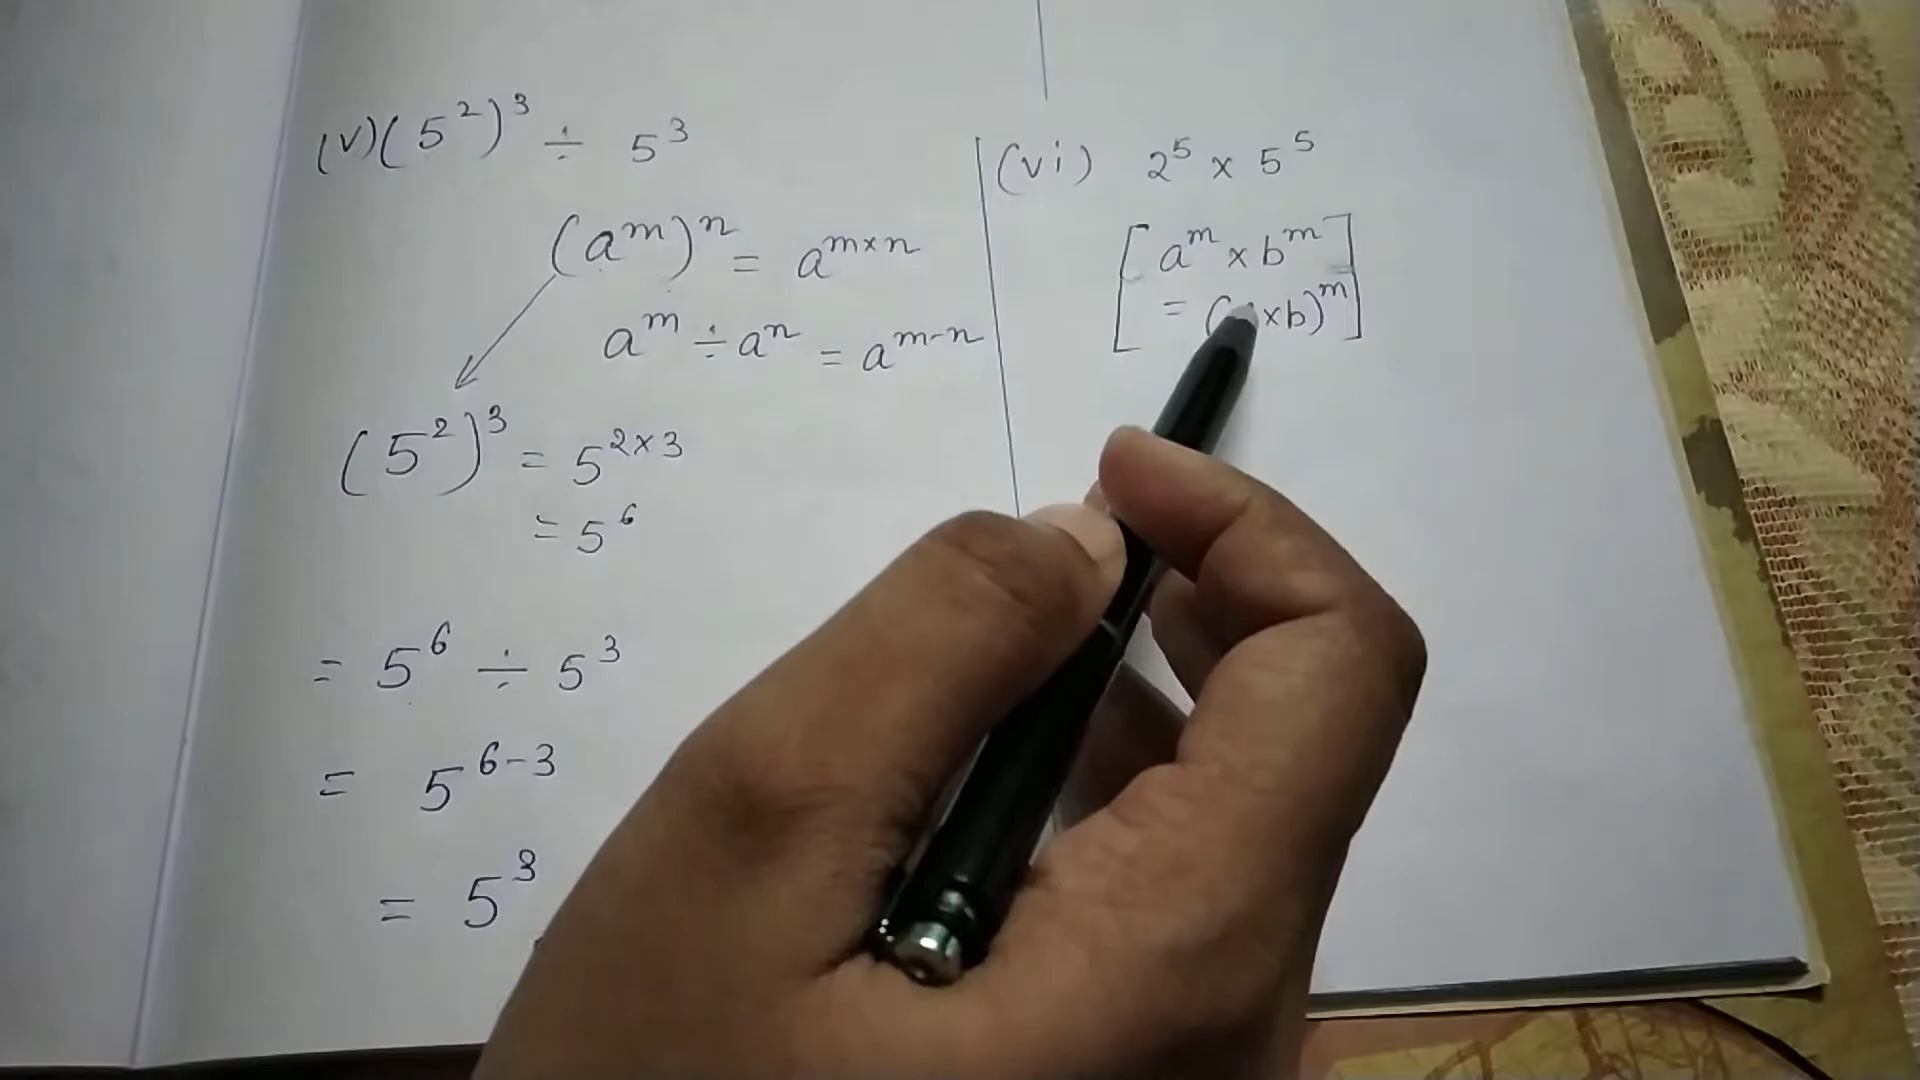 (v) (5²)³ ÷ 5³
(aᵐ)ⁿ = aᵐˣⁿ
aᵐ ÷ aⁿ = aᵐ⁻ⁿ
(5²)³ = 5²ˣ³
= 5⁶
= 5⁶ ÷ 5³
= 5⁶⁻³
= 5³
(vi) 2⁵ × 5⁵
[aᵐ × bᵐ]
[= ( ×b)ᵐ]